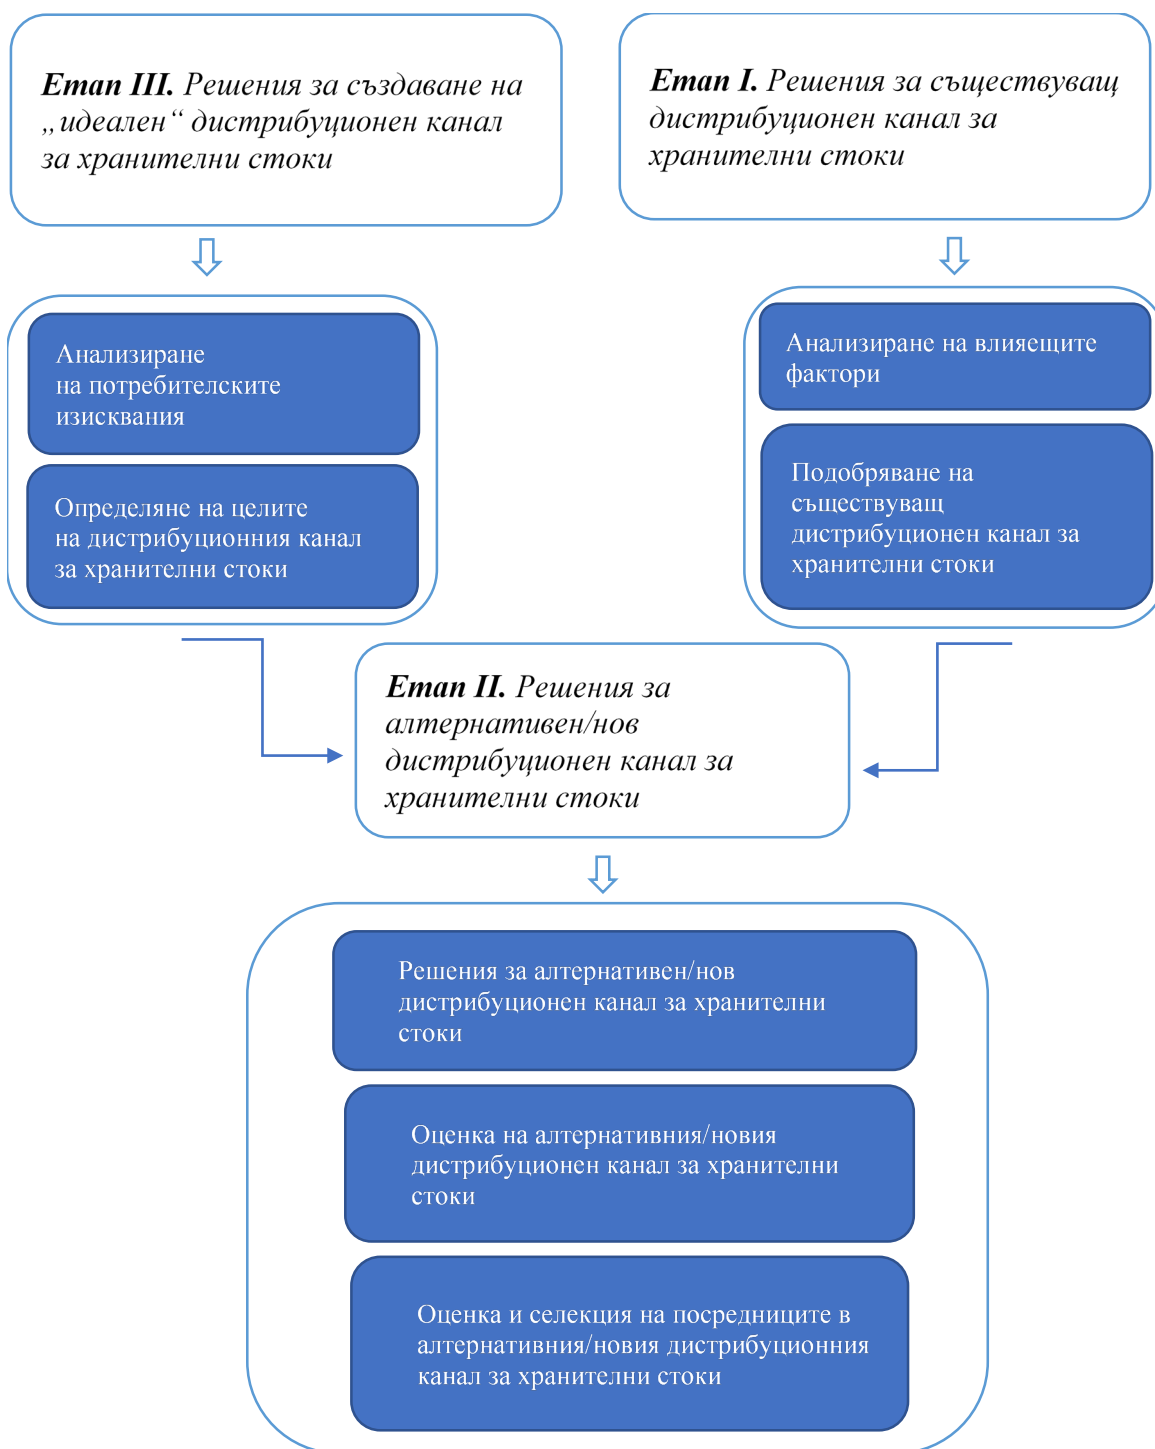 Етап III. Решения за създаване на
„идеален“ дистрибуционен канал
за хранителни стоки
Етап I. Решения за съществуващ
дистрибуционен канал за
хранителни стоки
Анализиране
на потребителските
изисквания
Определяне на целите
на дистрибуционния канал
за хранителни стоки
Анализиране на влияещите
фактори
Подобряване на
съществуващ
дистрибуционен канал за
хранителни стоки
Етап II. Решения за
алтернативен/нов
дистрибуционен канал за
хранителни стоки
Решения за алтернативен/нов
дистрибуционен канал за хранителни
стоки
Оценка на алтернативния/новия
дистрибуционен канал за хранителни
стоки
Оценка и селекция на посредниците в
алтернативния/новия дистрибуционния
канал за хранителни стоки